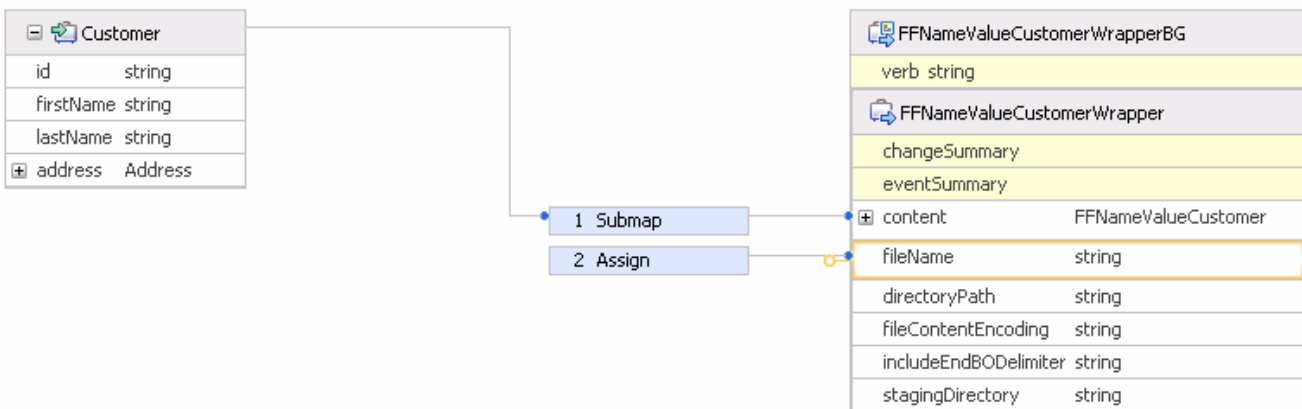 Customer
id string
firstName string
lastName string
address Address
1 Submap
2 Assign
FFNameValueCustomerWrapperBG
verb string
FFNameValueCustomerWrapper
changeSummary
eventSummary
content FFNameValueCustomer
fileName string
directoryPath string
fileContentEncoding string
includeEndBODelimiter string
stagingDirectory string